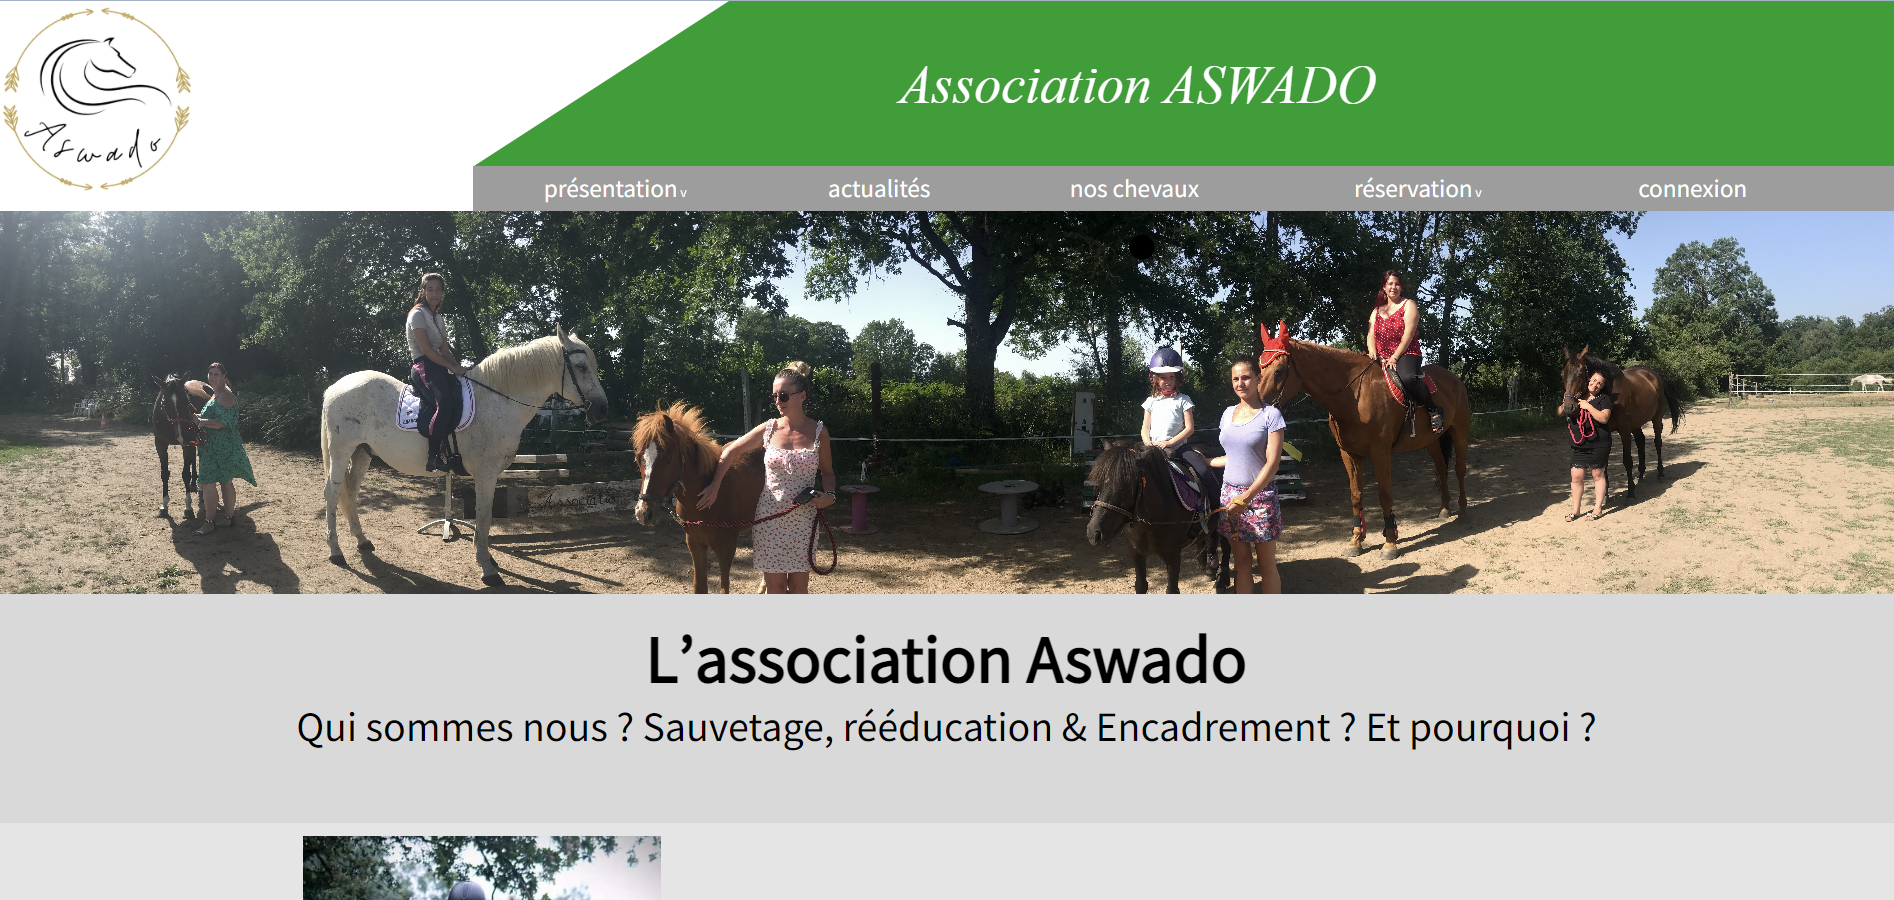 Aswado
Association ASWADO
présentation v
actualités
nos chevaux
réservation v
connexion
Associatio
L’association Aswado
Qui sommes nous ? Sauvetage, rééducation & Encadrement ? Et pourquoi ?